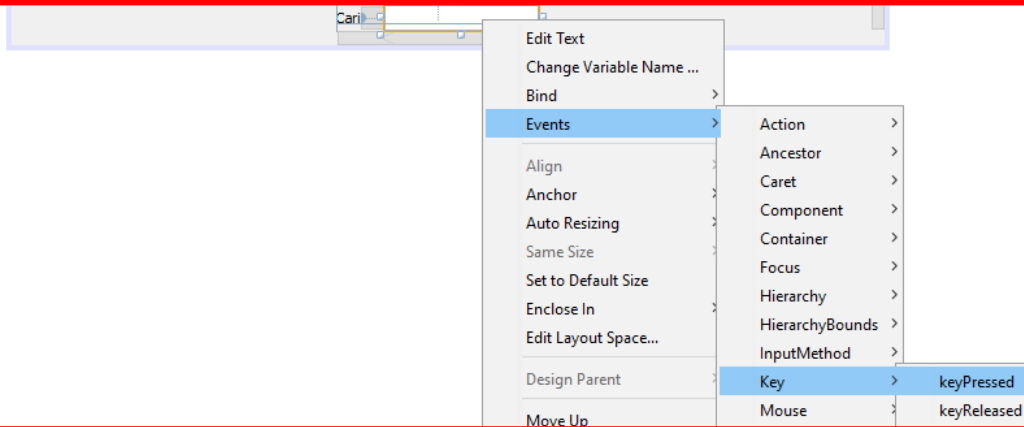 Cari
Edit Text
Change Variable Name ...
Bind
Events
Align
Anchor
Auto Resizing
Same Size
Set to Default Size
Enclose In
Edit Layout Space...
Design Parent
Move Up
Action
Ancestor
Caret
Component
Container
Focus
Hierarchy
HierarchyBounds
InputMethod
Key
Mouse
keyPressed
keyReleased